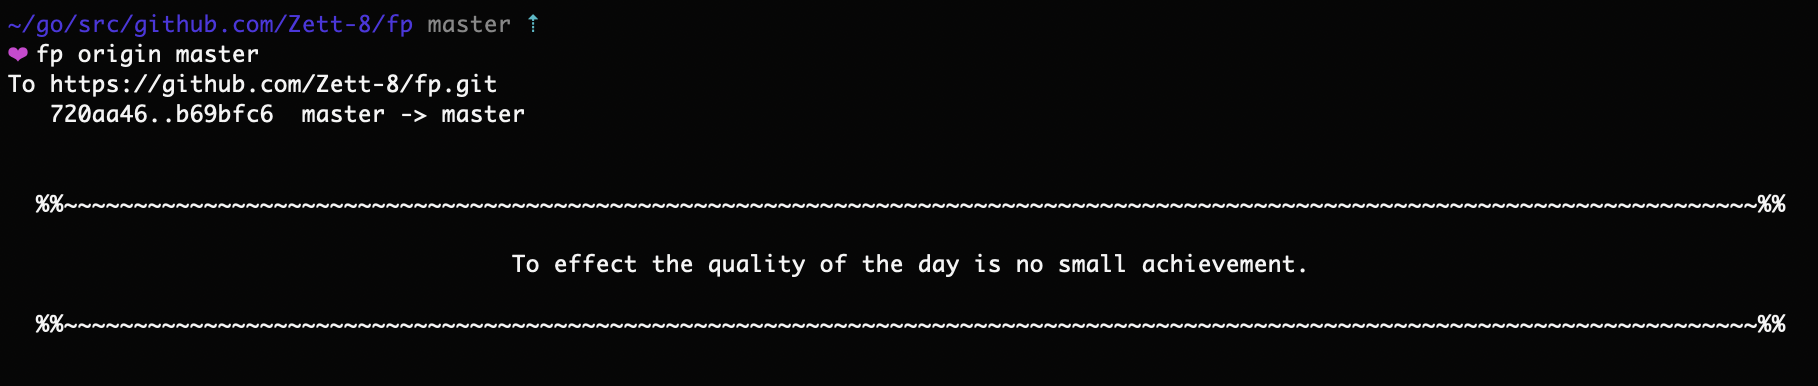 ~/go/src/github.com/Zett-8/fp master ⇡
❤ fp origin master
To https://github.com/Zett-8/fp.git
720aa46..b69bfc6 master -> master
%%~~~~~~~~~~~~~~~~~~~~~~~~~~~~~~~~~~~~~~~~~~~~~~~~~~~~~~~~~~~~~~~~~~~~~~~~~~~~~~~~~~~~~~~~~~~~~~~~~~~~~~~~~~~~~~~~~~~~~~~~~%%
To effect the quality of the day is no small achievement.
%%~~~~~~~~~~~~~~~~~~~~~~~~~~~~~~~~~~~~~~~~~~~~~~~~~~~~~~~~~~~~~~~~~~~~~~~~~~~~~~~~~~~~~~~~~~~~~~~~~~~~~~~~~~~~~~~~~~~~~~~~~%%